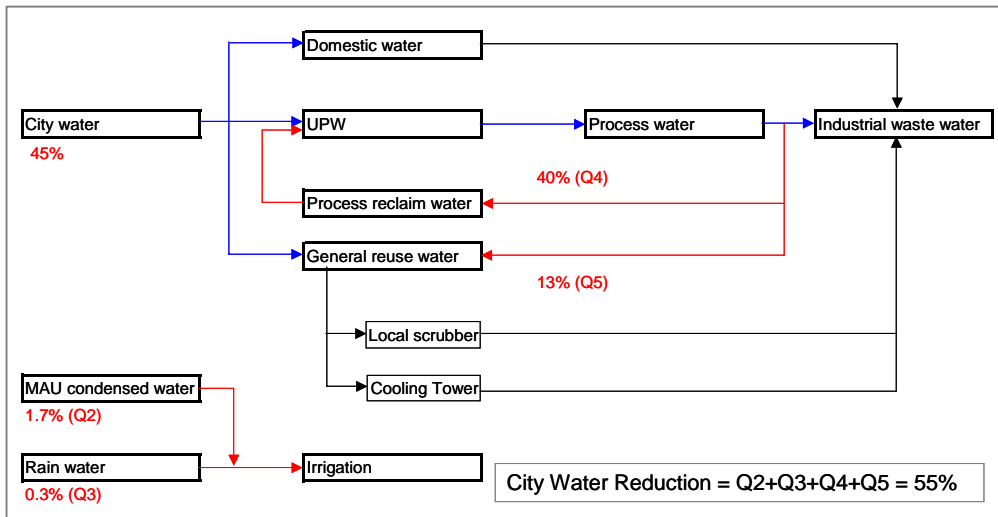 Domestic water
City water
UPW
Process water
Industrial waste water
45%
40% (Q4)
Process reclaim water
General reuse water
13% (Q5)
Local scrubber
MAU condensed water
Cooling Tower
1.7% (Q2)
Rain water
Irrigation
0.3% (Q3)
City Water Reduction = Q2+Q3+Q4+Q5 = 55%